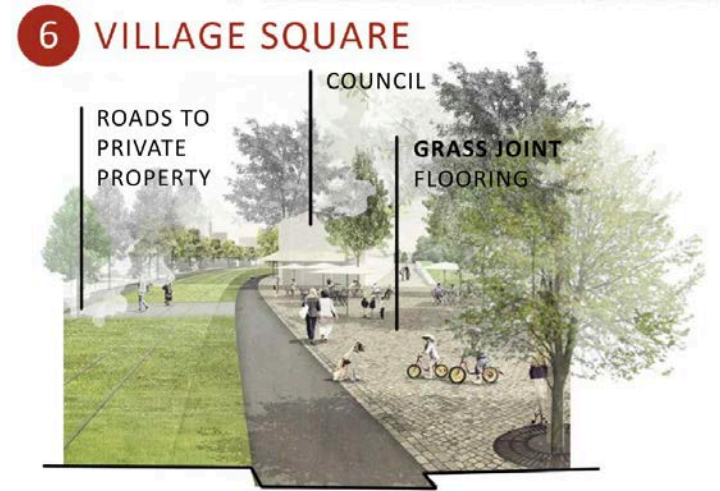 6 VILLAGE SQUARE
COUNCIL
ROADS TO
PRIVATE
PROPERTY
GRASS JOINT
FLOORING